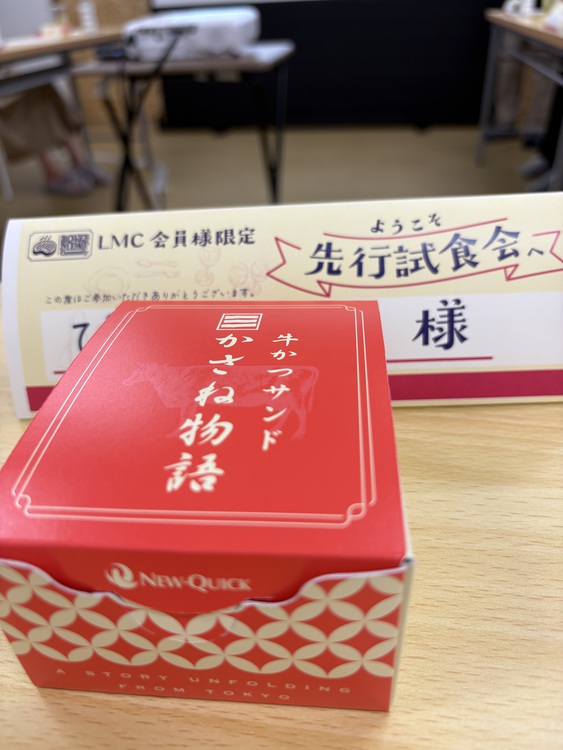 LMC 会員様限定
ようこそ
先行試食会へ
この度はご参加いただきありがとうございます。
様
牛かつサンド
かさね物語
NEW-QUICK
A STORY UNFOLDING
FROM TOKYO